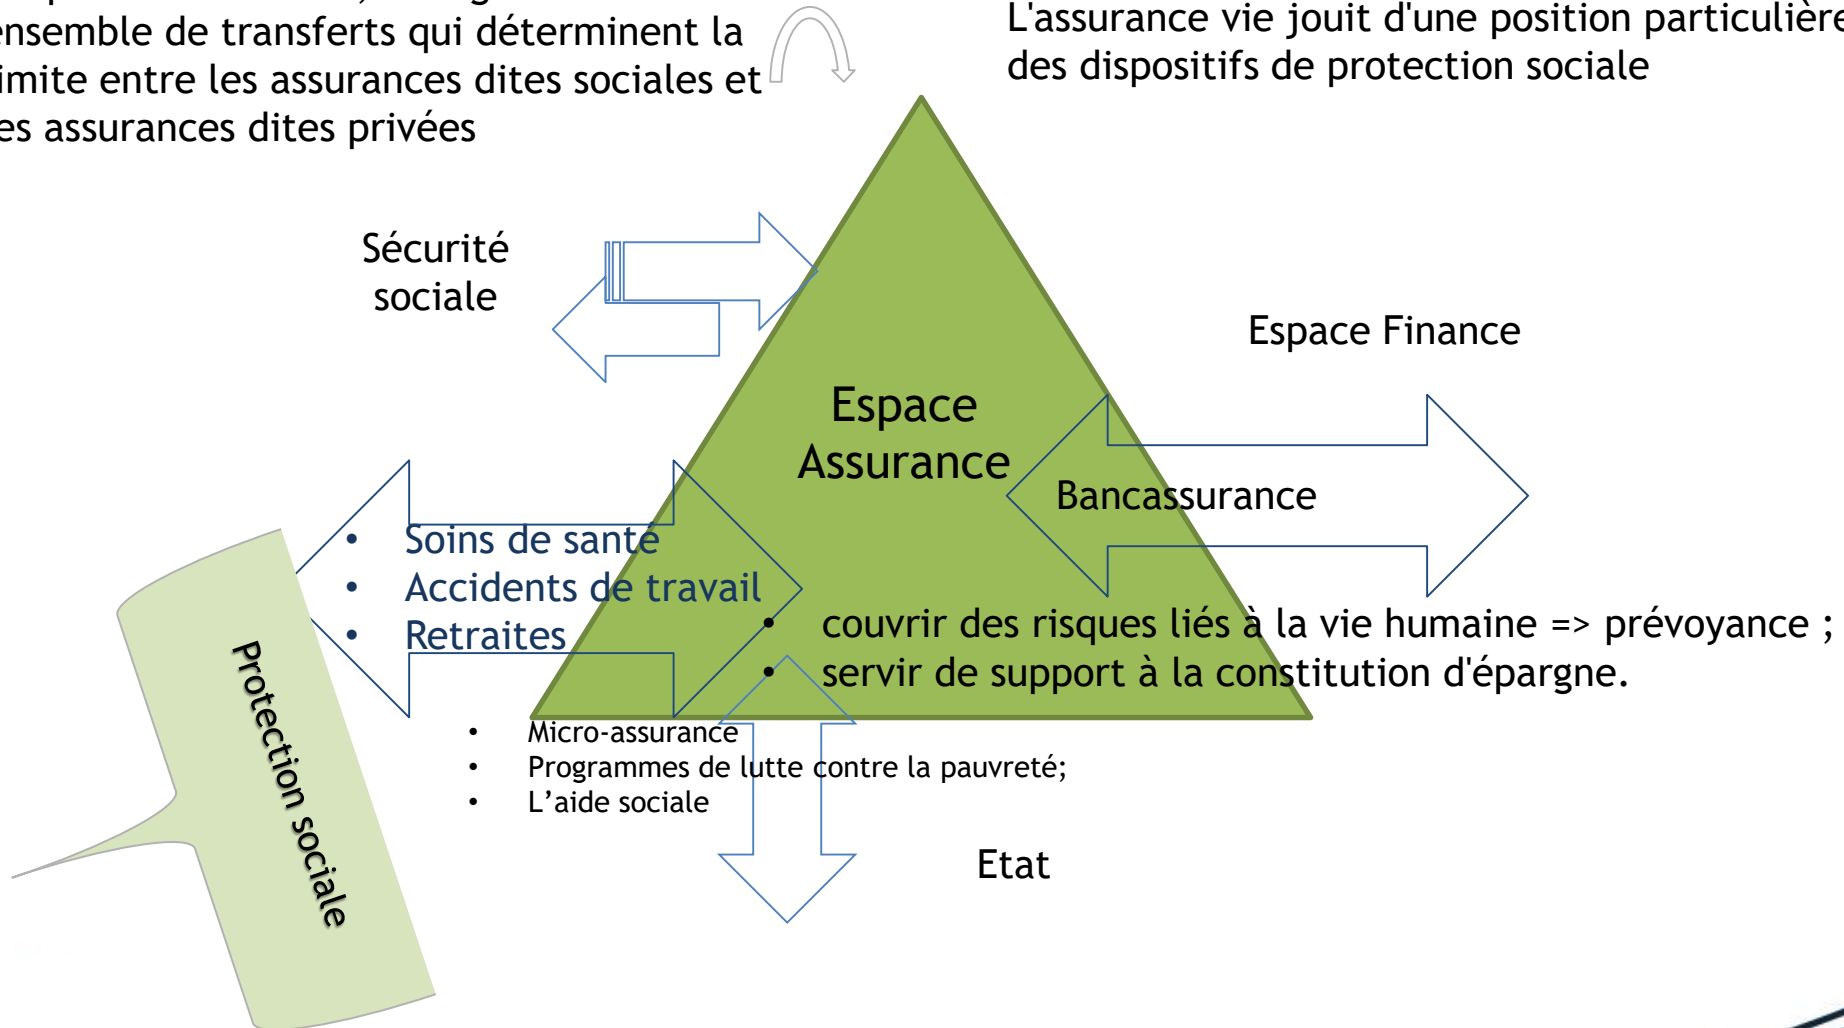 ensemble de transferts qui déterminent la
limite entre les assurances dites sociales et
les assurances dites privées
L'assurance vie jouit d'une position particulière
des dispositifs de protection sociale
Sécurité
sociale
Espace Finance
Espace
Assurance
Bancassurance
• Soins de santé
• Accidents de travail
• Retraites
• couvrir des risques liés à la vie humaine => prévoyance ;
• servir de support à la constitution d'épargne.
Protection sociale
• Micro-assurance
• Programmes de lutte contre la pauvreté;
• L’aide sociale
Etat